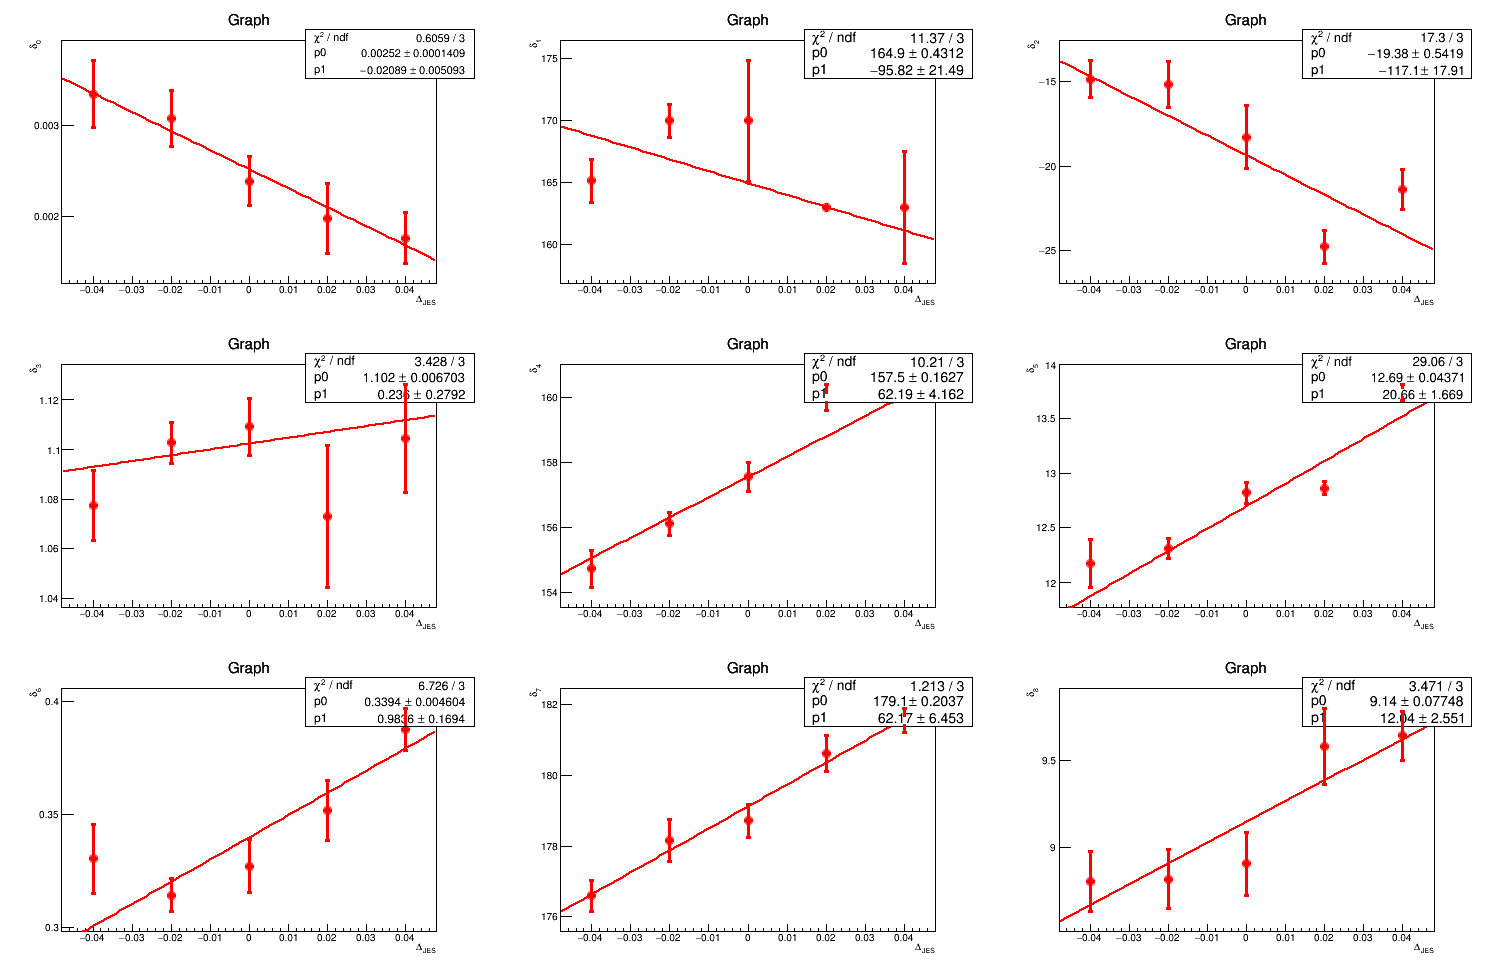 Graph
χ² / ndf 0.6059 / 3
p0 0.00252 ± 0.0001409
p1 −0.02089 ± 0.005093
δ₀
0.003
0.002
−0.04 −0.03 −0.02 −0.01 0 0.01 0.02 0.03 0.04
Δ_JES
Graph
χ² / ndf 11.37 / 3
p0 164.9 ± 0.4312
p1 −95.82 ± 21.49
δ₁
175
170
165
160
−0.04 −0.03 −0.02 −0.01 0 0.01 0.02 0.03 0.04
Δ_JES
Graph
χ² / ndf 17.3 / 3
p0 −19.38 ± 0.5419
p1 −117.1 ± 17.91
δ₂
−15
−20
−25
−0.04 −0.03 −0.02 −0.01 0 0.01 0.02 0.03 0.04
Δ_JES
Graph
χ² / ndf 3.428 / 3
p0 1.102 ± 0.006703
p1 0.236 ± 0.2792
δ₃
1.12
1.1
1.08
1.06
1.04
−0.04 −0.03 −0.02 −0.01 0 0.01 0.02 0.03 0.04
Δ_JES
Graph
χ² / ndf 10.21 / 3
p0 157.5 ± 0.1627
p1 62.19 ± 4.162
δ₄
160
158
156
154
−0.04 −0.03 −0.02 −0.01 0 0.01 0.02 0.03 0.04
Δ_JES
Graph
χ² / ndf 29.06 / 3
p0 12.69 ± 0.04371
p1 20.66 ± 1.669
δ₅
14
13.5
13
12.5
12
−0.04 −0.03 −0.02 −0.01 0 0.01 0.02 0.03 0.04
Δ_JES
Graph
χ² / ndf 6.726 / 3
p0 0.3394 ± 0.004604
p1 0.9836 ± 0.1694
δ₆
0.4
0.35
0.3
−0.04 −0.03 −0.02 −0.01 0 0.01 0.02 0.03 0.04
Δ_JES
Graph
χ² / ndf 1.213 / 3
p0 179.1 ± 0.2037
p1 62.17 ± 6.453
δ₇
182
180
178
176
−0.04 −0.03 −0.02 −0.01 0 0.01 0.02 0.03 0.04
Δ_JES
Graph
χ² / ndf 3.471 / 3
p0 9.14 ± 0.07748
p1 12.04 ± 2.551
δ₈
9.5
9
−0.04 −0.03 −0.02 −0.01 0 0.01 0.02 0.03 0.04
Δ_JES